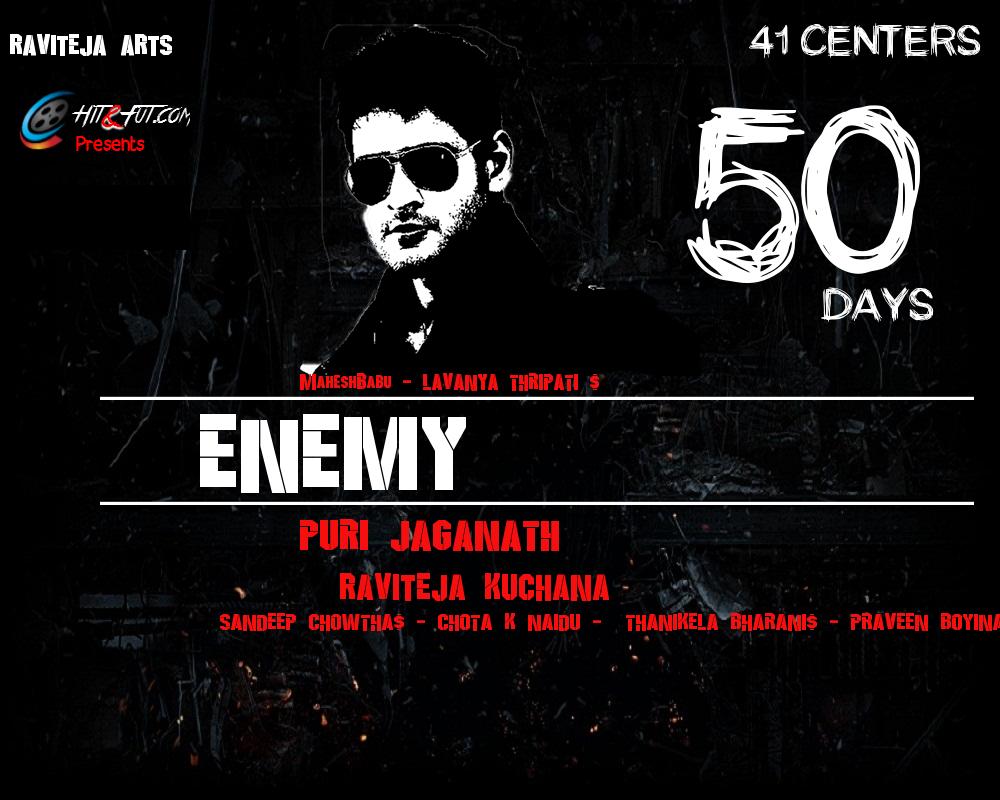 RAVITEJA ARTS
41 CENTERS
HIT&FUT.COM
Presents
50
DAYS
MAHESHBABU - LAVANYA THRIPATI $
ENEMY
PURI JAGANATH
RAVITEJA KUCHANA
SANDEEP CHOWTHA$ - CHOTA K NAIDU - THANIKELA BHARAMI$ - PRAVEEN BOYINA